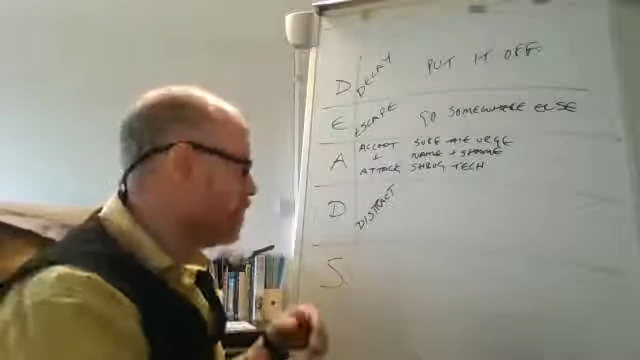 D DELAY PUT IT OFF
E ESCAPE GO SOMEWHERE ELSE
A ACCEPT SURF THE URGE
+ NAME + SHAME
ATTACK SHRUG TECH
D DISTRACT
S